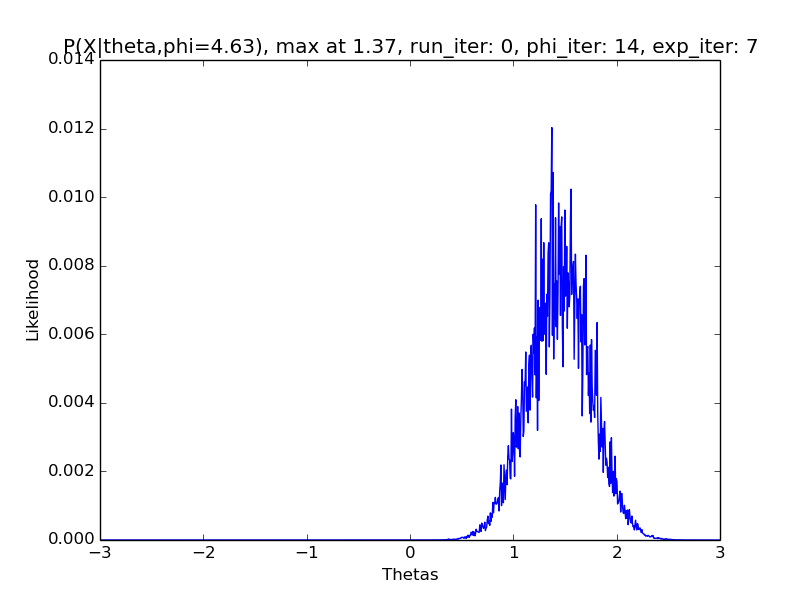 P(X|theta,phi=4.63), max at 1.37, run_iter: 0, phi_iter: 14, exp_iter: 7
0.014
0.012
0.010
0.008
0.006
0.004
0.002
0.000
Likelihood
−3 −2 −1 0 1 2 3
Thetas